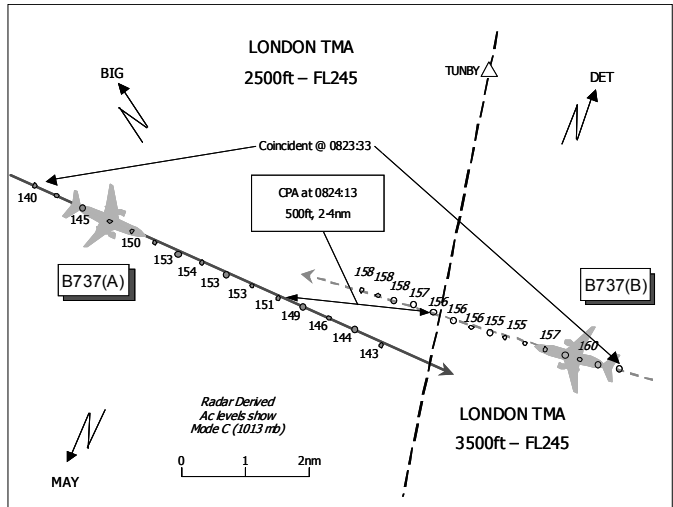 LONDON TMA
2500ft – FL245
BIG
TUNBY
DET
Coincident @ 0823:33
CPA at 0824:13
500ft, 2·4nm
140
145
150
153
154
153
153
151
149
146
144
143
158
158
158
157
156
156
156
155
155
157
160
B737(A)
B737(B)
Radar Derived
Ac levels show
Mode C (1013 mb)
LONDON TMA
3500ft – FL245
0 1 2nm
MAY